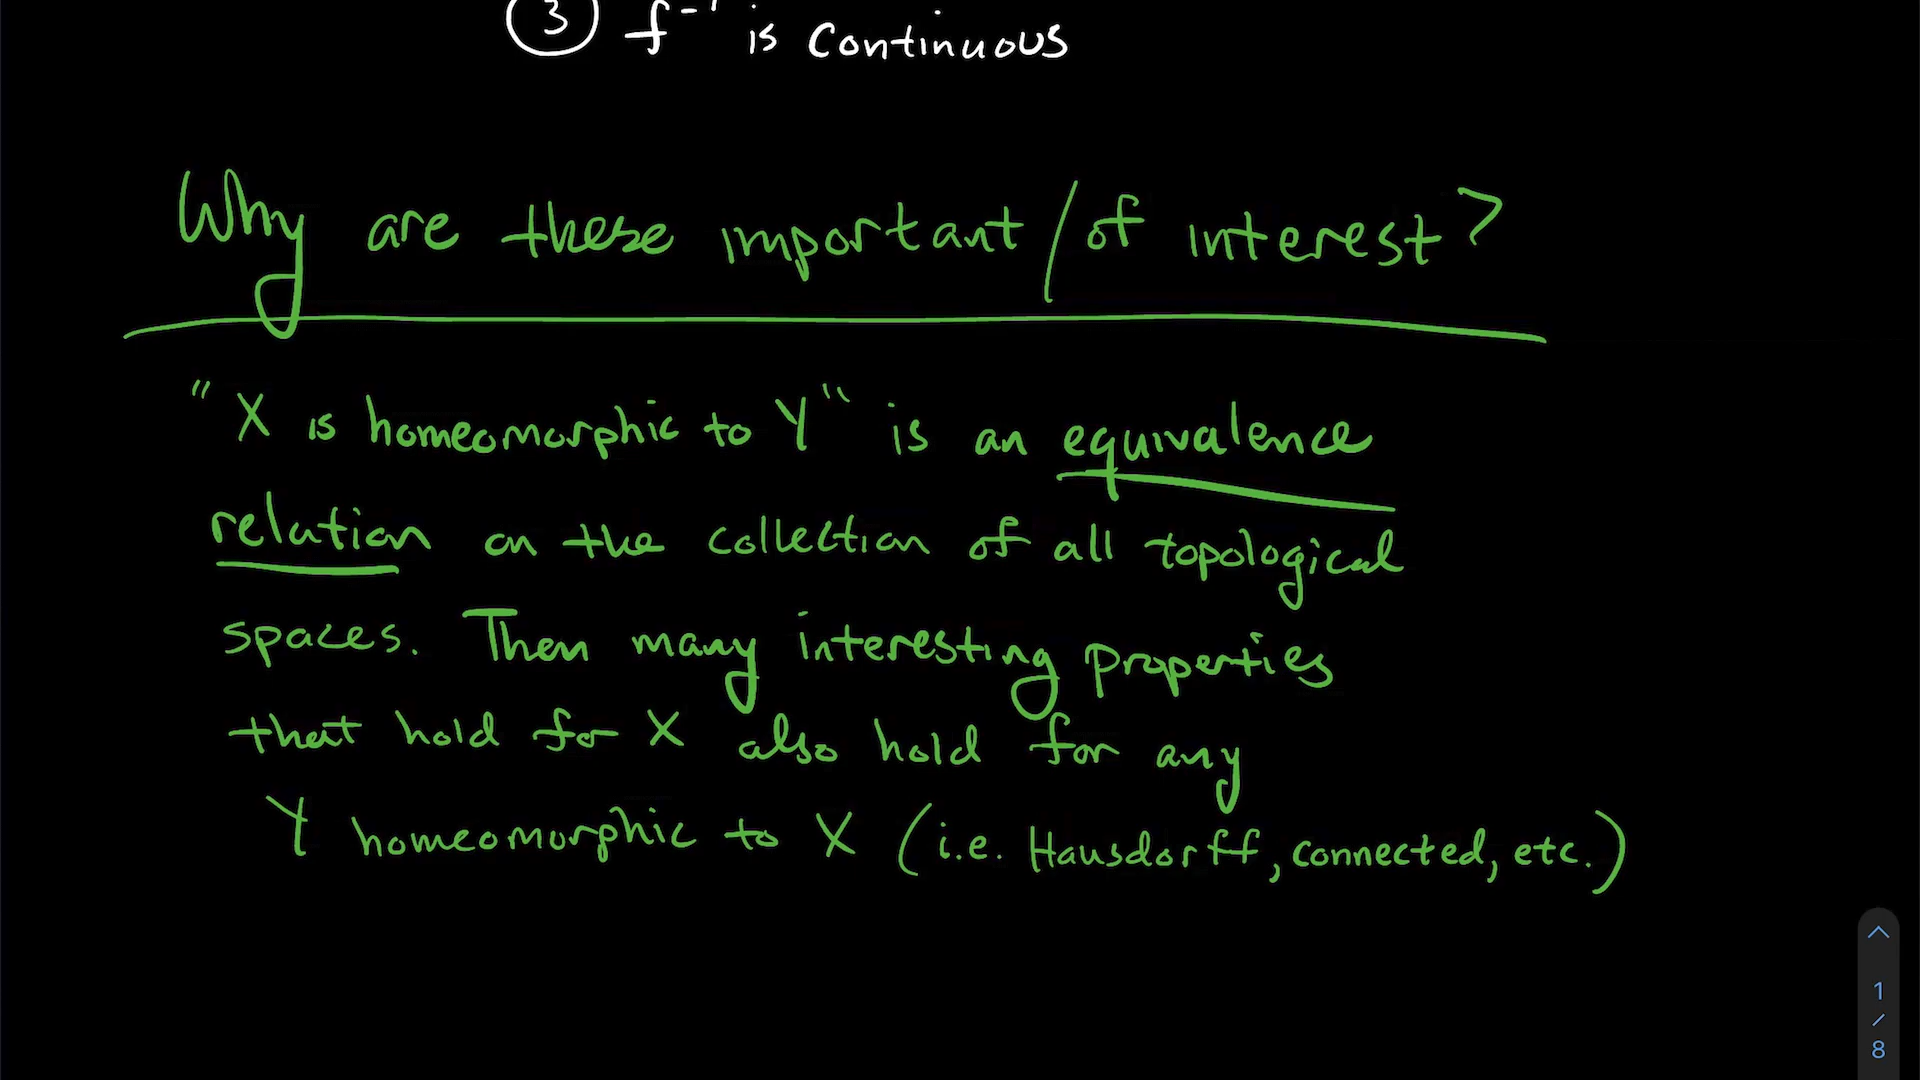 ③ f⁻¹ is continuous
Why are these important/of interest?
"X is homeomorphic to Y" is an equivalence
relation on the collection of all topological
spaces. Then many interesting properties
that hold for X also hold for any
Y homeomorphic to X (i.e. Hausdorff, connected, etc.)
1
/
8